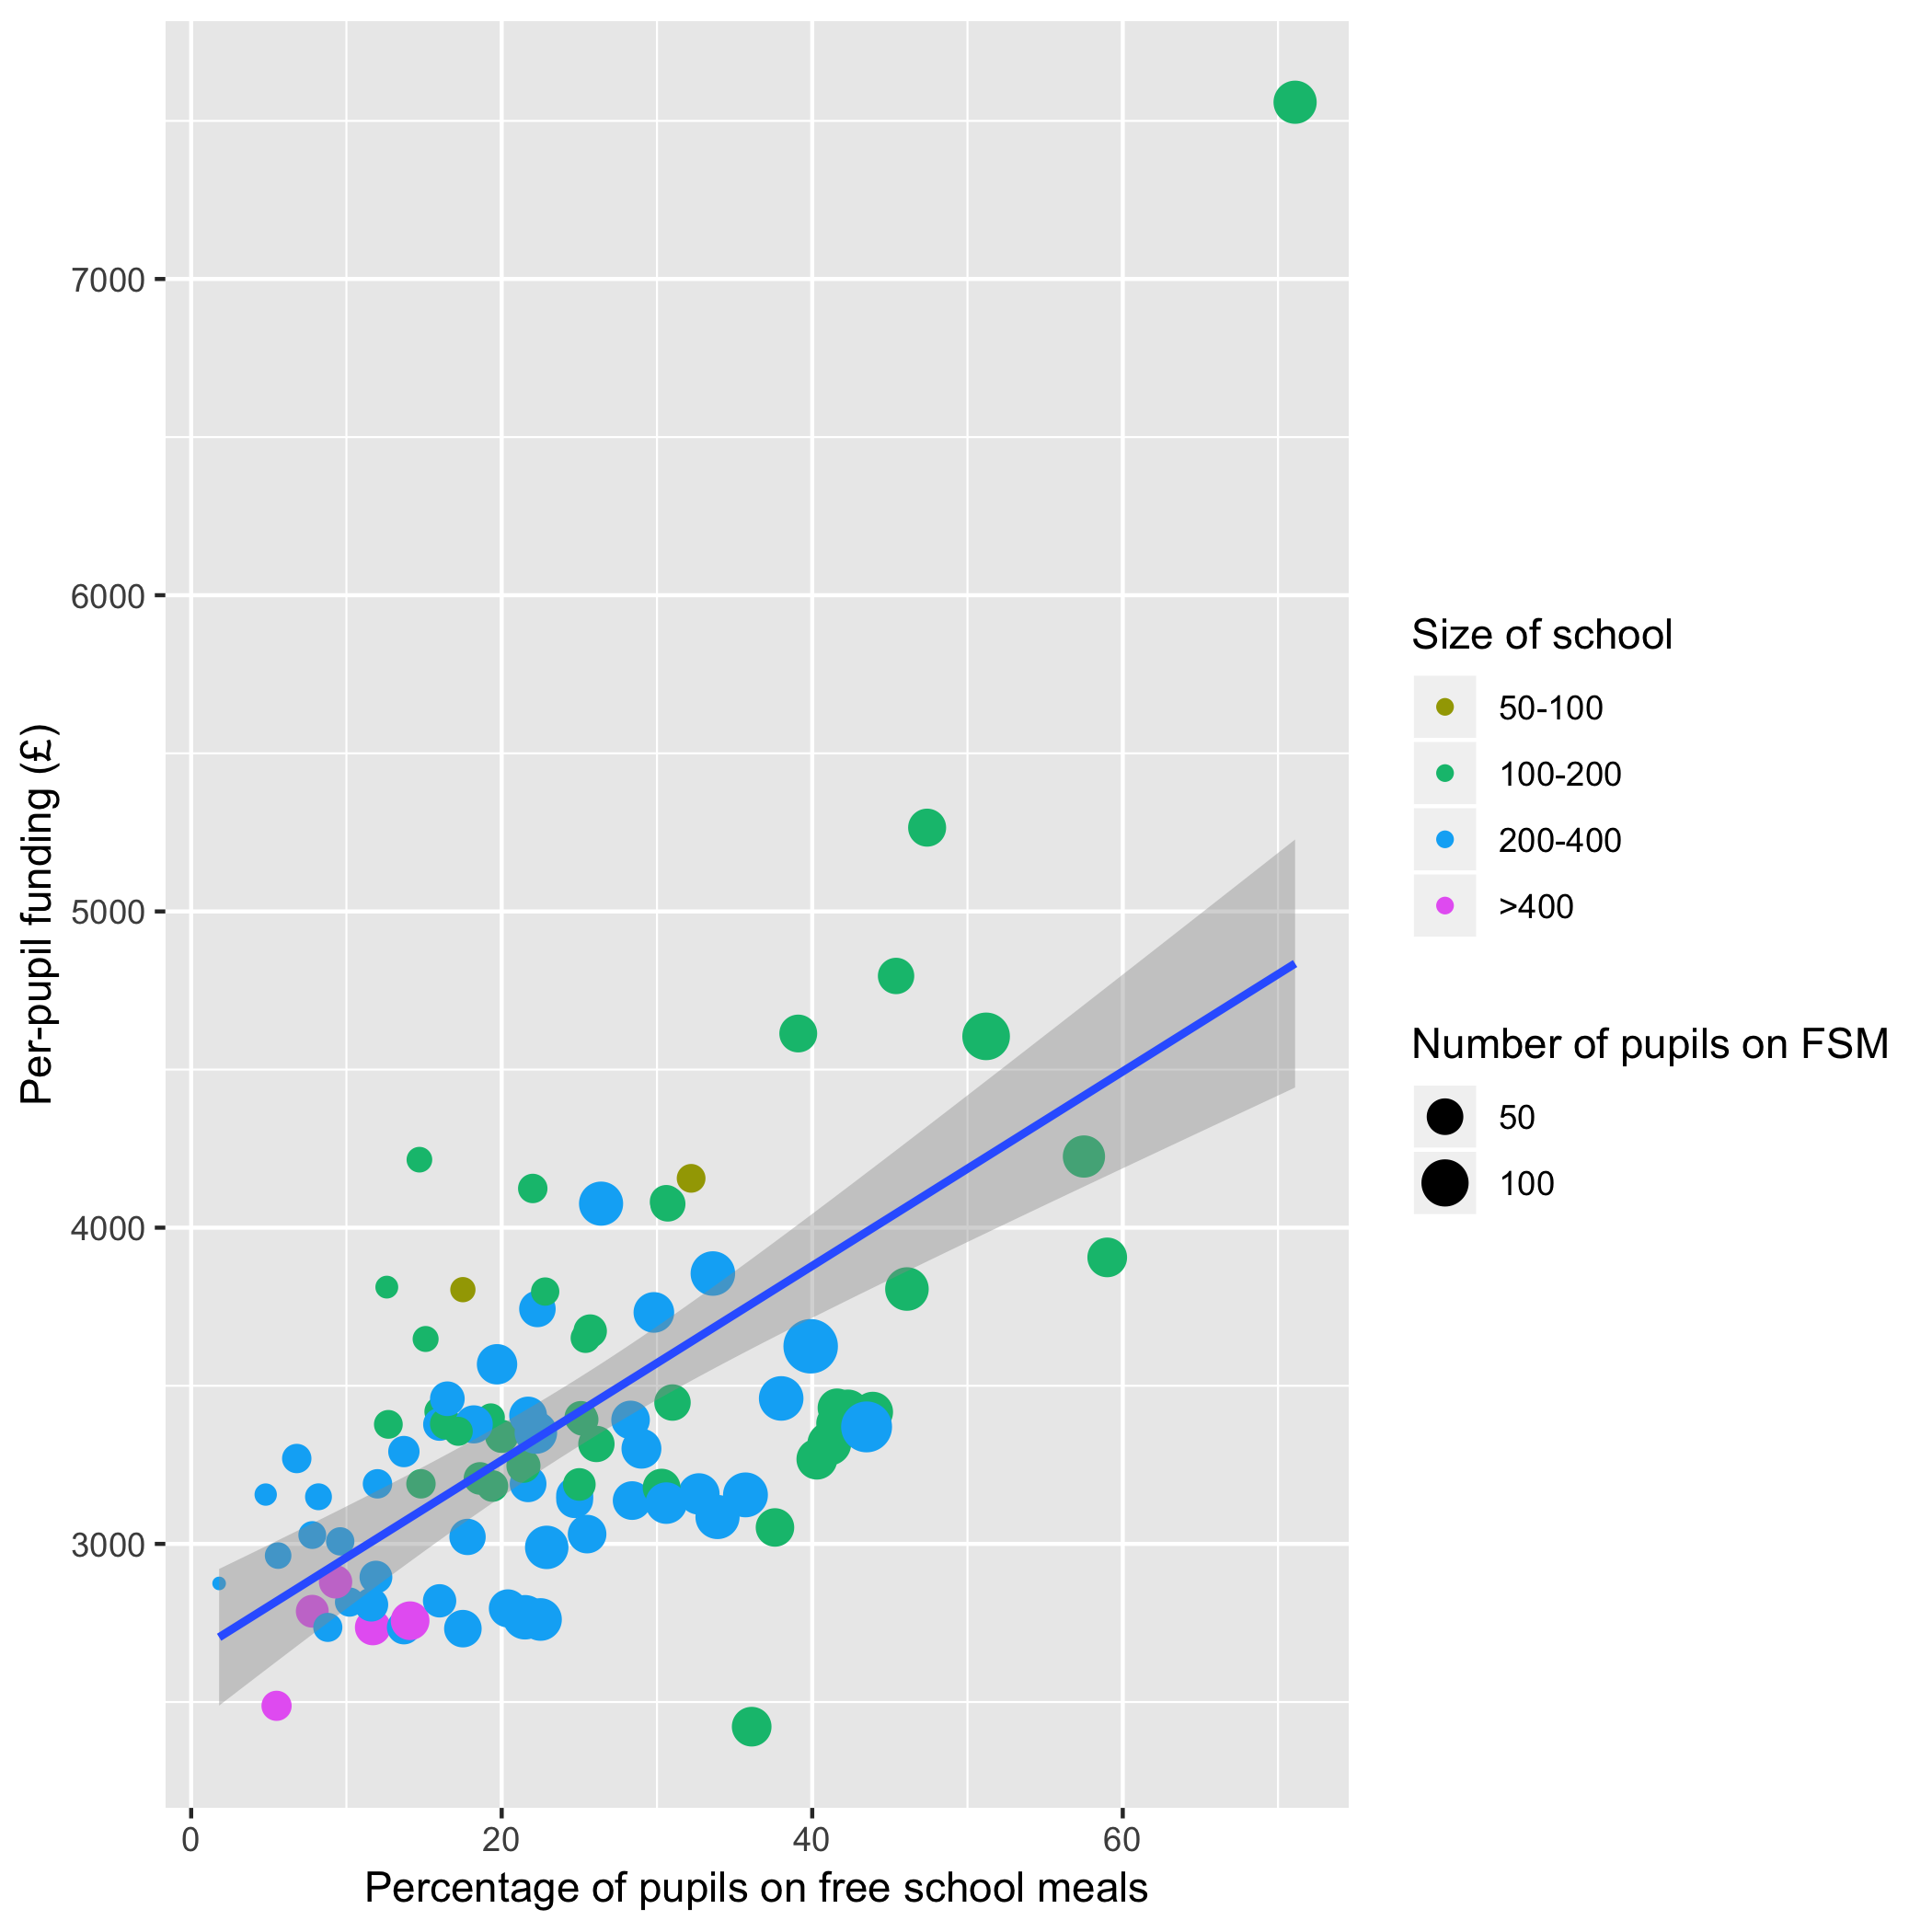 7000
6000
5000
4000
3000
0 20 40 60
Per-pupil funding (£)
Percentage of pupils on free school meals
Size of school
50-100
100-200
200-400
>400
Number of pupils on FSM
50
100